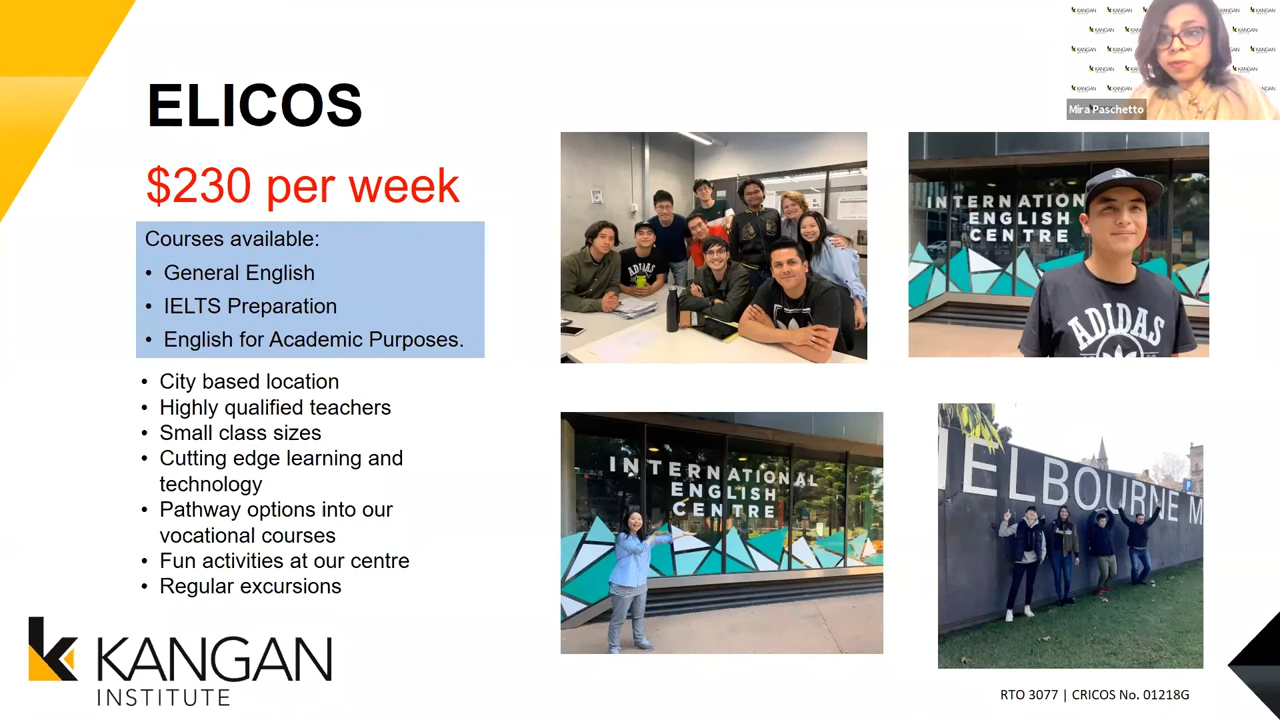 ELICOS
$230 per week
Courses available:
• General English
• IELTS Preparation
• English for Academic Purposes.
• City based location
• Highly qualified teachers
• Small class sizes
• Cutting edge learning and
technology
• Pathway options into our
vocational courses
• Fun activities at our centre
• Regular excursions
KANGAN
INSTITUTE
Mira Paschetto
ADIDAS
INTERNATION
ENGLISH
CENTRE
ADIDAS
INTERNATIONAL
ENGLISH
CENTRE
MELBOURNE M
RTO 3077 | CRICOS No. 01218G